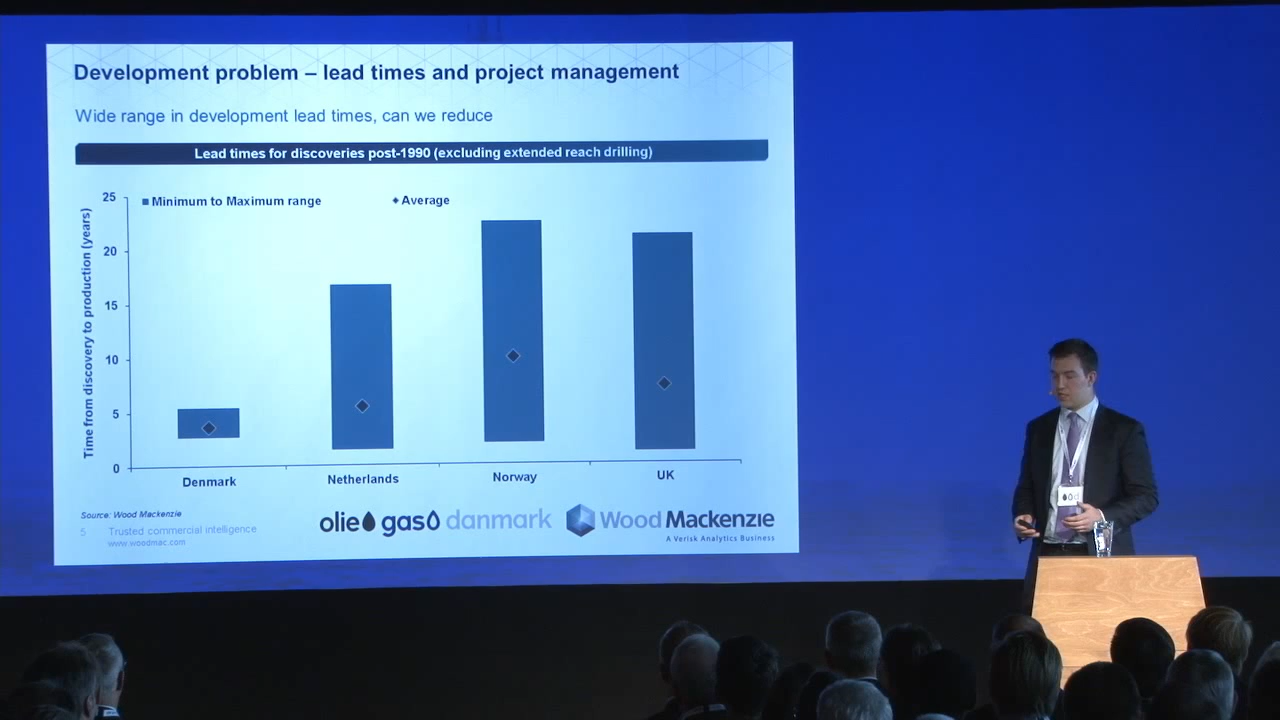 Development problem – lead times and project management
Wide range in development lead times, can we reduce
Lead times for discoveries post-1990 (excluding extended reach drilling)
Time from discovery to production (years)
25
20
15
10
5
0
Minimum to Maximum range
Average
Denmark
Netherlands
Norway
UK
Source: Wood Mackenzie
5 Trusted commercial intelligence
www.woodmac.com
olie gas danmark
Wood Mackenzie
A Verisk Analytics Business